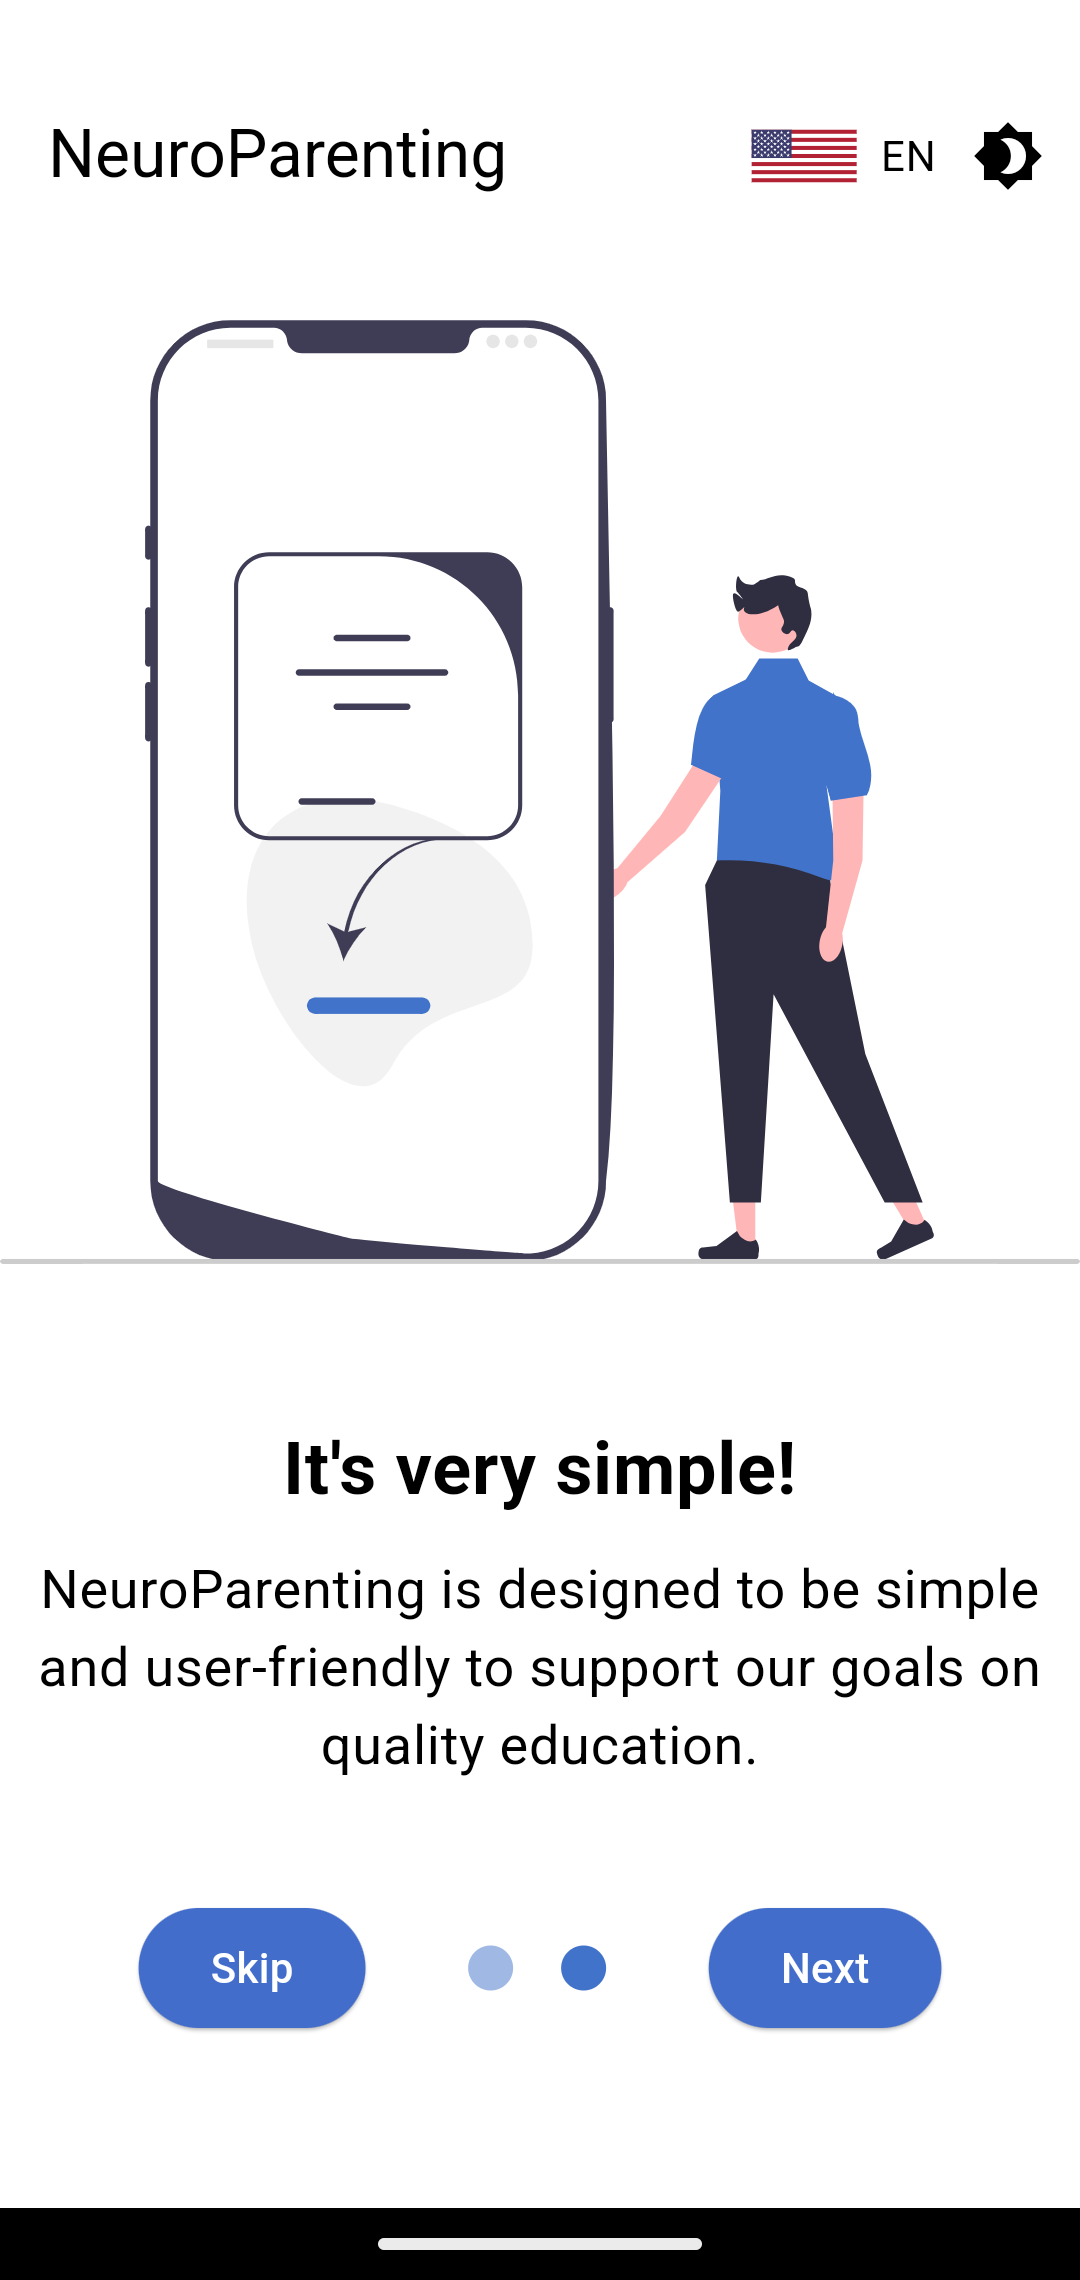 NeuroParenting
EN
It's very simple!
NeuroParenting is designed to be simple
and user-friendly to support our goals on
quality education.
Skip
Next